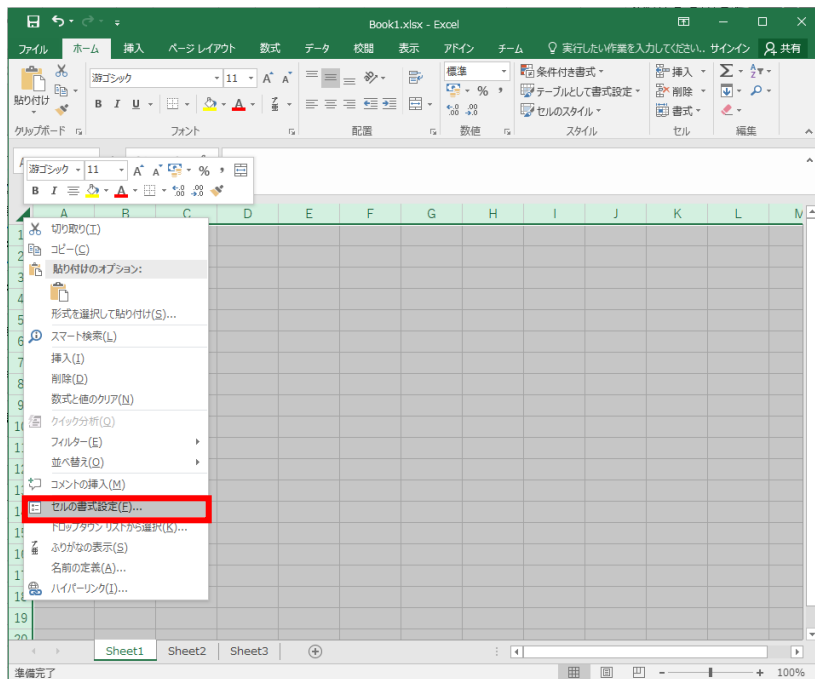 Book1.xlsx - Excel
ファイル ホーム 挿入 ページ レイアウト 数式 データ 校閲 表示 アドイン チーム 実行したい作業を入力してください.. サインイン 共有
貼り付け
游ゴシック 11 A A
B I U A
標準
% ,
条件付き書式
テーブルとして書式設定
セルのスタイル
挿入
削除
書式
クリップボード フォント 配置 数値 スタイル セル 編集
游ゴシック 11 A A % ,
B I A
A B C D E F G H I J K L M
切り取り(T)
コピー(C)
貼り付けのオプション:
形式を選択して貼り付け(S)...
スマート検索(L)
挿入(I)
削除(D)
数式と値のクリア(N)
クイック分析(Q)
フィルター(E)
並べ替え(O)
コメントの挿入(M)
セルの書式設定(F)...
ドロップダウン リストから選択(K)...
ふりがなの表示(S)
名前の定義(A)...
ハイパーリンク(I)...
1
2
3
4
5
6
7
8
9
19
20
Sheet1 Sheet2 Sheet3
準備完了
100%